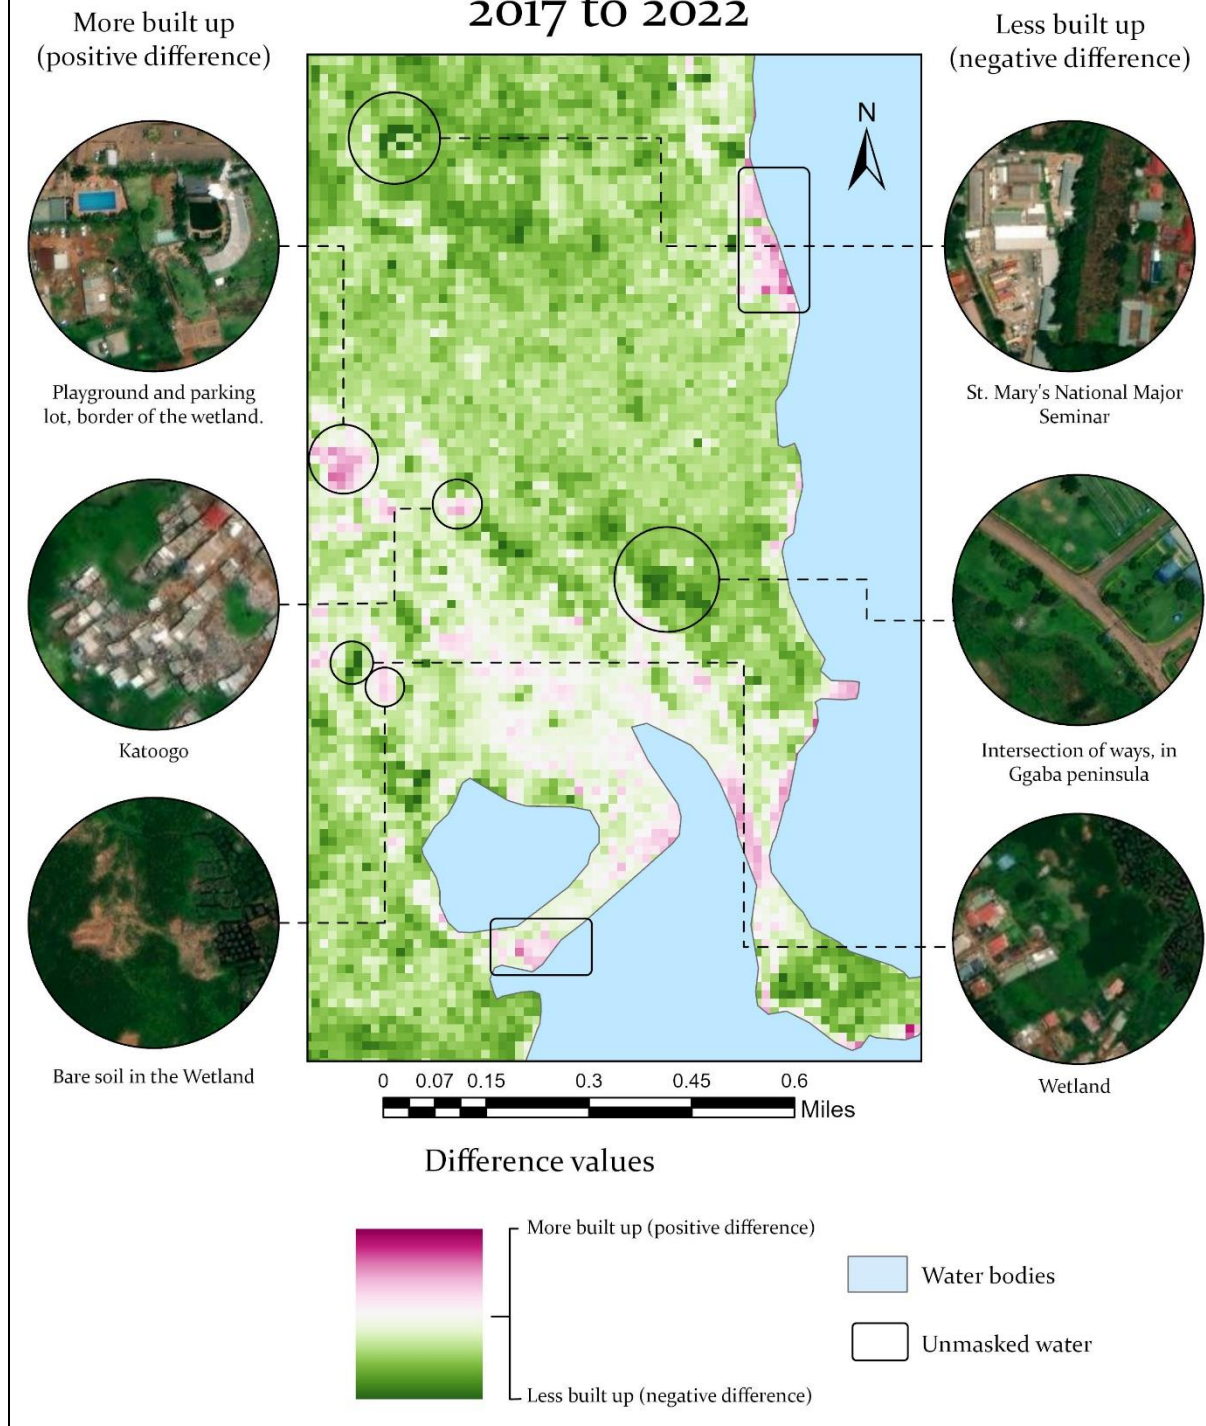 2017 to 2022
More built up
(positive difference)
Less built up
(negative difference)
N
Playground and parking
lot, border of the wetland.
St. Mary's National Major
Seminar
Katoogo
Intersection of ways, in
Ggaba peninsula
Bare soil in the Wetland
Wetland
0 0.07 0.15 0.3 0.45 0.6
Miles
Difference values
More built up (positive difference)
Water bodies
Unmasked water
Less built up (negative difference)